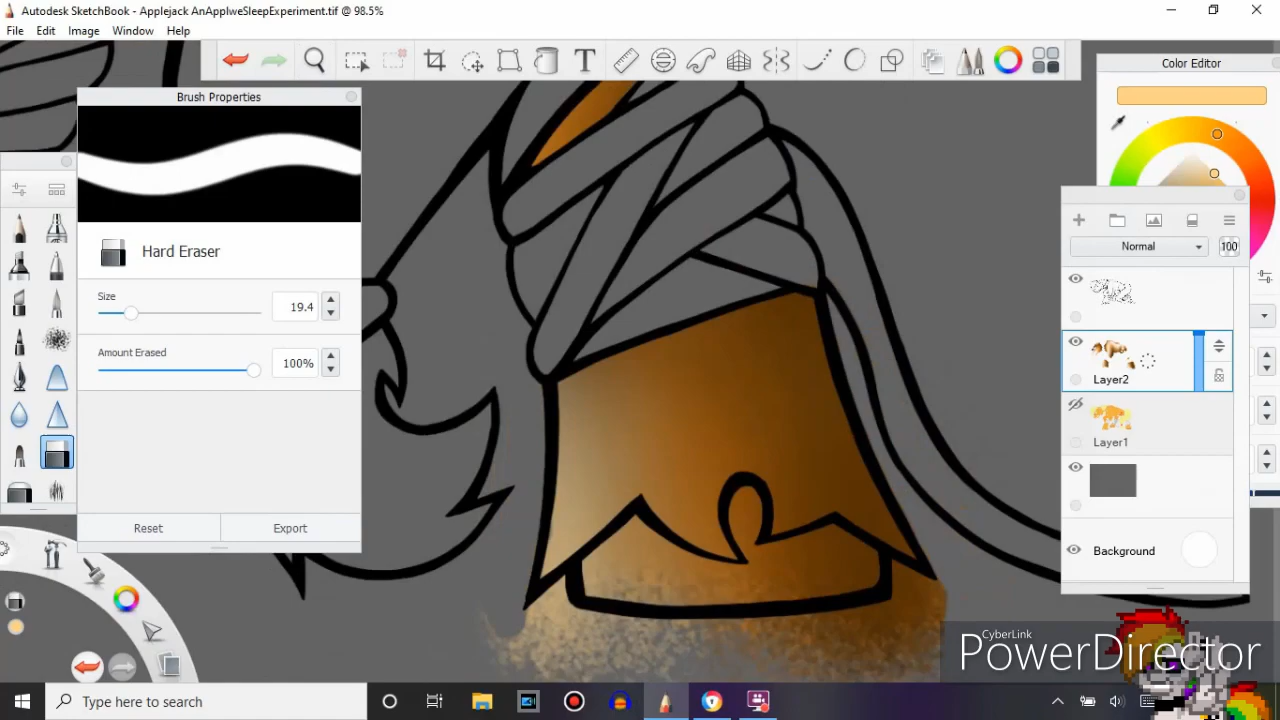 Autodesk SketchBook - Applejack AnApplweSleepExperiment.tif @ 98.5%
File Edit Image Window Help
Color Editor
Brush Properties
Hard Eraser
Size
19.4
Amount Erased
100%
Reset Export
Normal 100
Layer2
Layer1
Background
CyberLink
PowerDirector
Type here to search